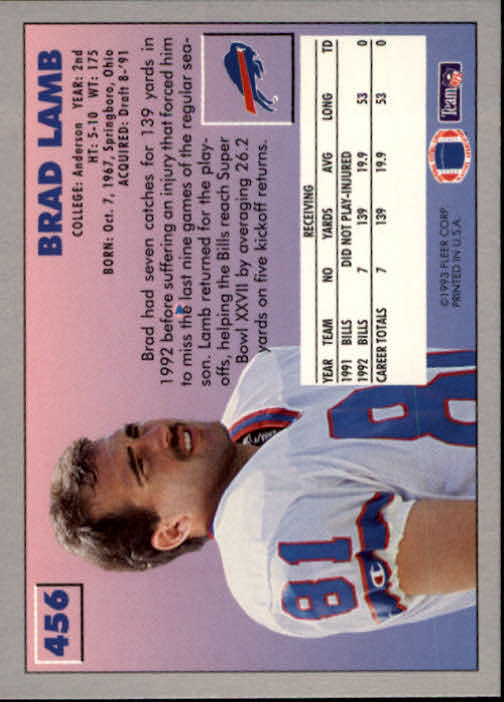 456
BRAD LAMB
COLLEGE: Anderson YEAR: 2nd
HT: 5-10 WT: 175
BORN: Oct. 7, 1967, Springboro, Ohio
ACQUIRED: Draft 8-'91
Brad had seven catches for 139 yards in
1992 before suffering an injury that forced him
to miss the last nine games of the regular sea-
son. Lamb returned for the play-
offs, helping the Bills reach Super
Bowl XXVII by averaging 26.2
yards on five kickoff returns.
RECEIVING
YEAR TEAM NO YARDS AVG LONG TD
1991 BILLS DID NOT PLAY-INJURED
1992 BILLS 7 139 19.9 53 0
CAREER TOTALS 7 139 19.9 53 0
81
81
Team NFL
©1993 FLEER CORP
PRINTED IN U.S.A.